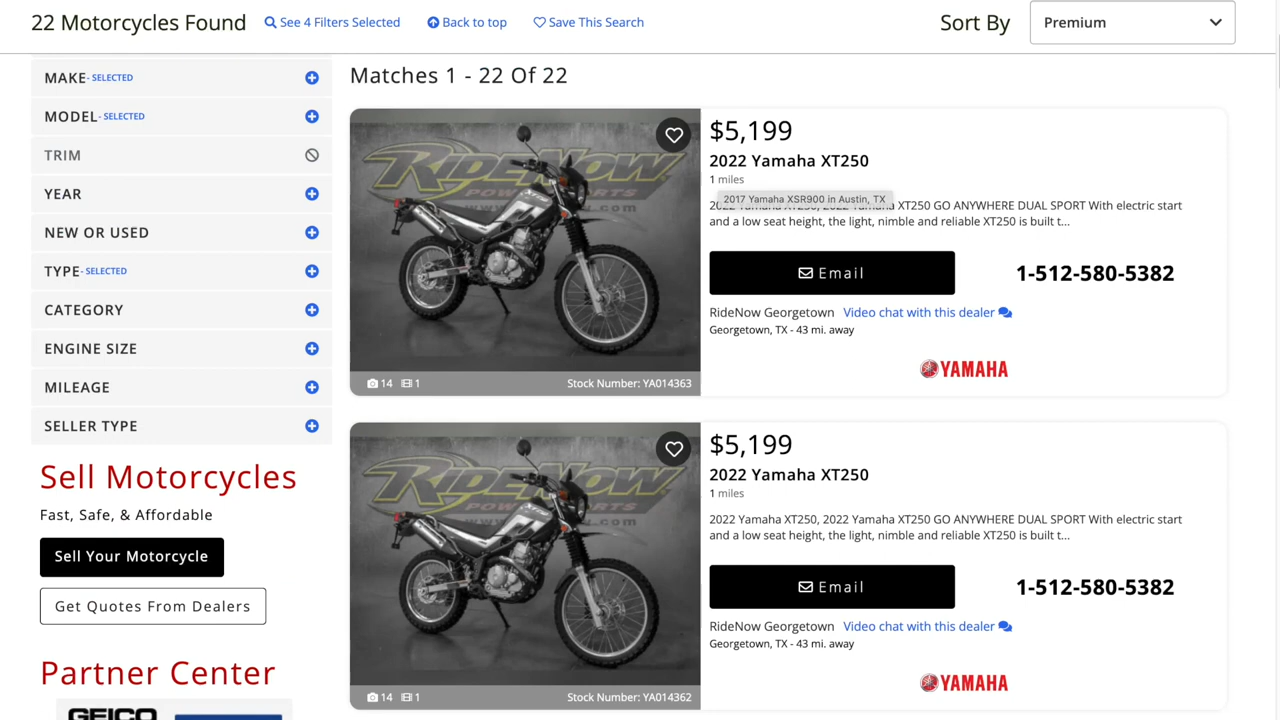 22 Motorcycles Found
See 4 Filters Selected
Back to top
Save This Search
Sort By
Premium
MAKE - SELECTED
MODEL - SELECTED
TRIM
YEAR
NEW OR USED
TYPE - SELECTED
CATEGORY
ENGINE SIZE
MILEAGE
SELLER TYPE
Sell Motorcycles
Fast, Safe, & Affordable
Sell Your Motorcycle
Get Quotes From Dealers
Partner Center
GEICO
Matches 1 - 22 Of 22
RIDENOW
14
1
Stock Number: YA014363
$5,199
2022 Yamaha XT250
1 miles
2017 Yamaha XSR900 in Austin, TX
XT250 GO ANYWHERE DUAL SPORT With electric start
and a low seat height, the light, nimble and reliable XT250 is built t...
Email
1-512-580-5382
RideNow Georgetown
Video chat with this dealer
Georgetown, TX - 43 mi. away
YAMAHA
RIDENOW
14
1
Stock Number: YA014362
$5,199
2022 Yamaha XT250
1 miles
2022 Yamaha XT250, 2022 Yamaha XT250 GO ANYWHERE DUAL SPORT With electric start
and a low seat height, the light, nimble and reliable XT250 is built t...
Email
1-512-580-5382
RideNow Georgetown
Video chat with this dealer
Georgetown, TX - 43 mi. away
YAMAHA